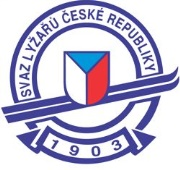 SVAZ LYŽAŘŮ ČESKÉ REPUBLIKY
1903